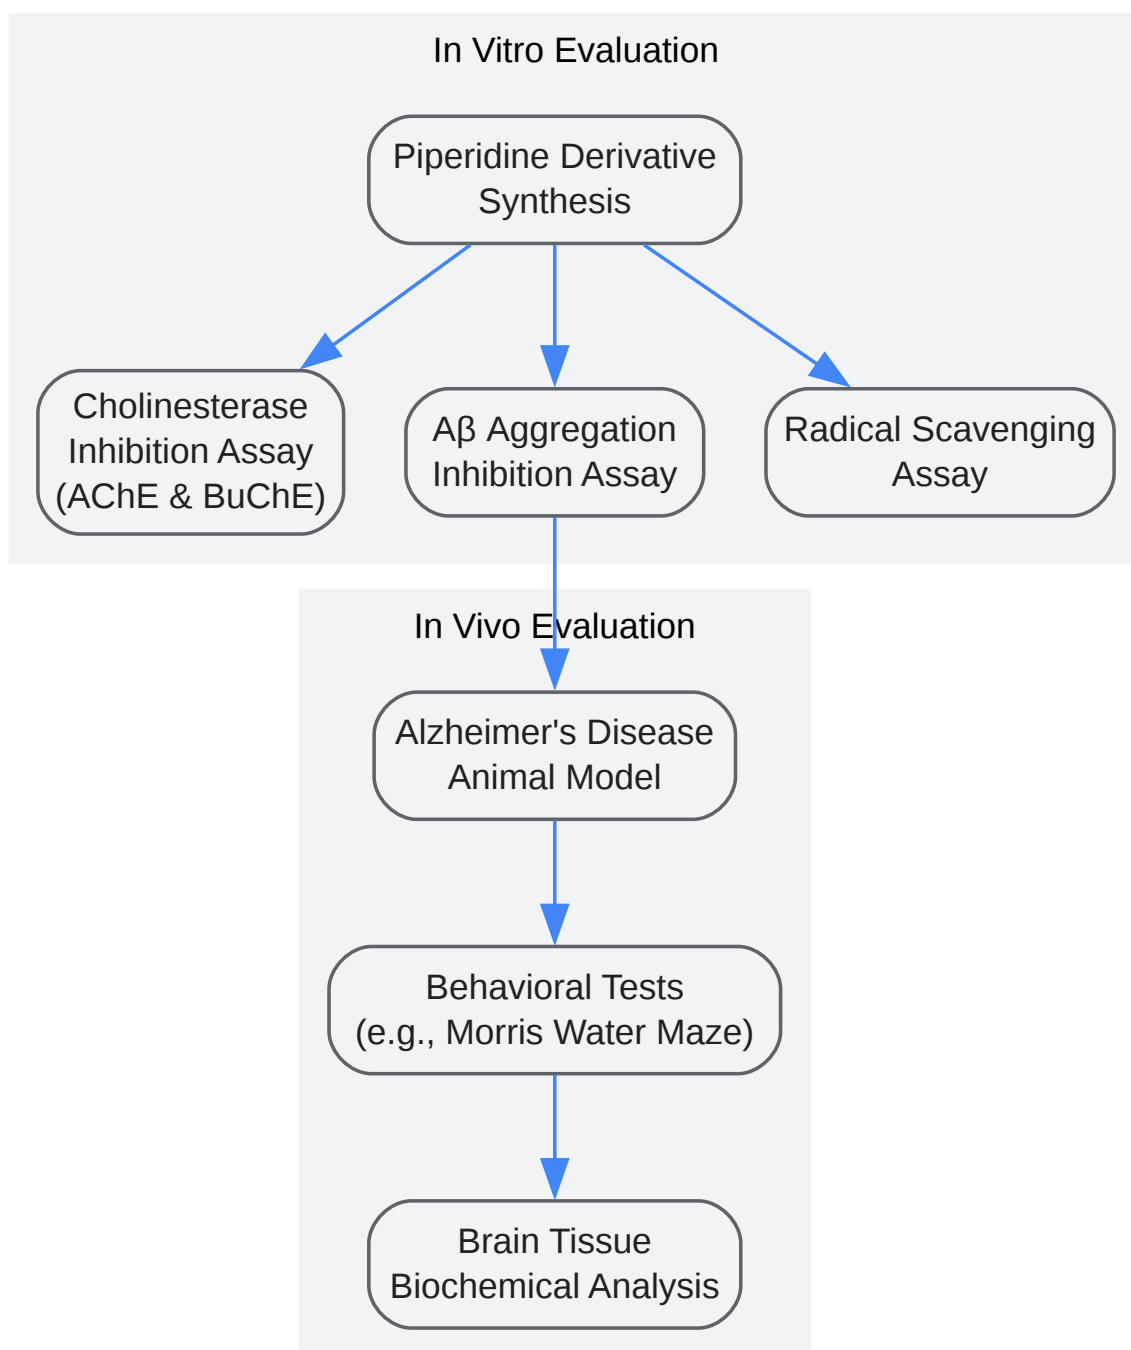 In Vitro Evaluation
Piperidine Derivative
Synthesis
Cholinesterase
Inhibition Assay
(AChE & BuChE)
Aβ Aggregation
Inhibition Assay
Radical Scavenging
Assay
In Vivo Evaluation
Alzheimer's Disease
Animal Model
Behavioral Tests
(e.g., Morris Water Maze)
Brain Tissue
Biochemical Analysis